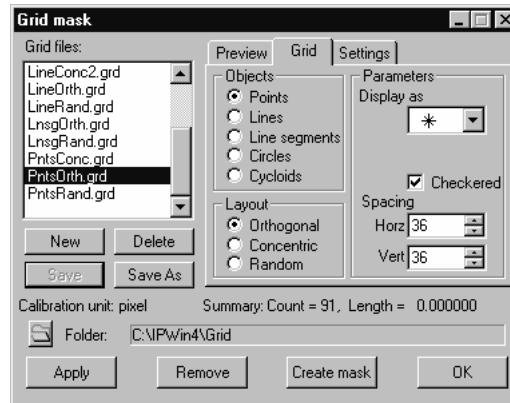 Grid mask
Grid files:
LineConc2.grd
LineOrth.grd
LineRand.grd
LnsgOrth.grd
LnsgRand.grd
PntsConc.grd
PntsOrth.grd
PntsRand.grd
New
Delete
Save
Save As
Preview
Grid
Settings
Objects
Points
Lines
Line segments
Circles
Cycloids
Layout
Orthogonal
Concentric
Random
Parameters
Display as
Checkered
Spacing
Horz 36
Vert 36
Calibration unit: pixel
Summary: Count = 91, Length = 0.000000
Folder: C:\IPWin4\Grid
Apply
Remove
Create mask
OK